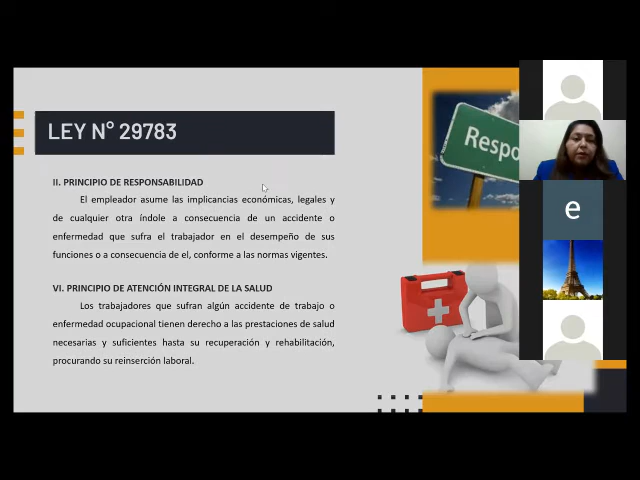 LEY N° 29783
II. PRINCIPIO DE RESPONSABILIDAD
El empleador asume las implicancias económicas, legales y
de cualquier otra índole a consecuencia de un accidente o
enfermedad que sufra el trabajador en el desempeño de sus
funciones o a consecuencia de el, conforme a las normas vigentes.
VI. PRINCIPIO DE ATENCIÓN INTEGRAL DE LA SALUD
Los trabajadores que sufran algún accidente de trabajo o
enfermedad ocupacional tienen derecho a las prestaciones de salud
necesarias y suficientes hasta su recuperación y rehabilitación,
procurando su reinserción laboral.
Respo
e